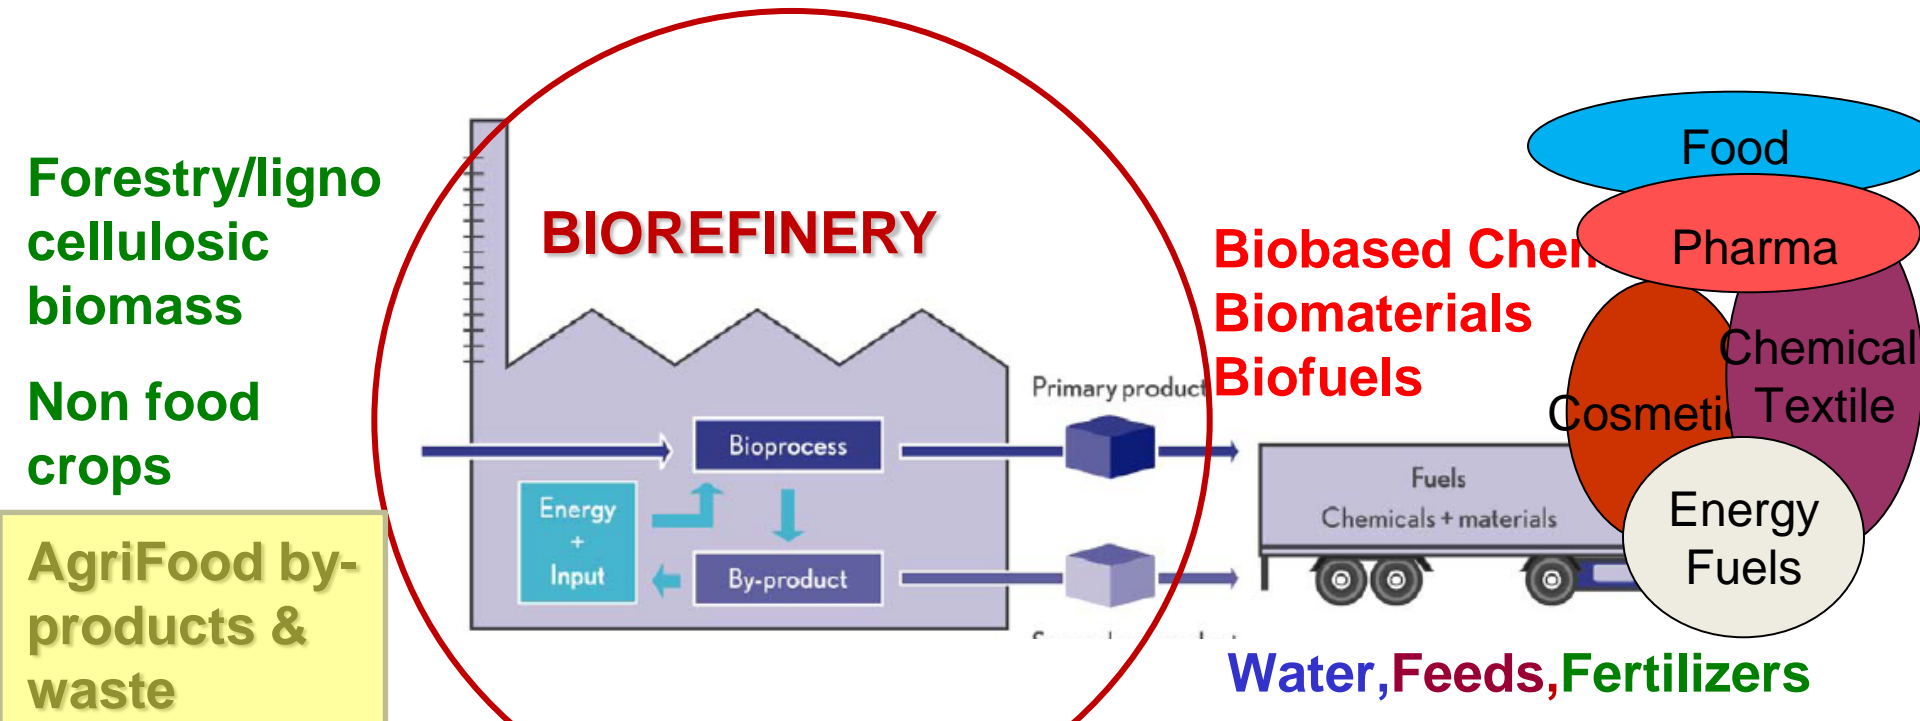 Forestry/ligno
cellulosic
biomass
Non food
crops
AgriFood by-
products &
waste
BIOREFINERY
Bioprocess
Energy
+
Input
By-product
Primary product
Biobased Chem
Biomaterials
Biofuels
Fuels
Chemicals + materials
Food
Pharma
Chemical
Textile
Cosmetic
Energy
Fuels
Water,Feeds,Fertilizers